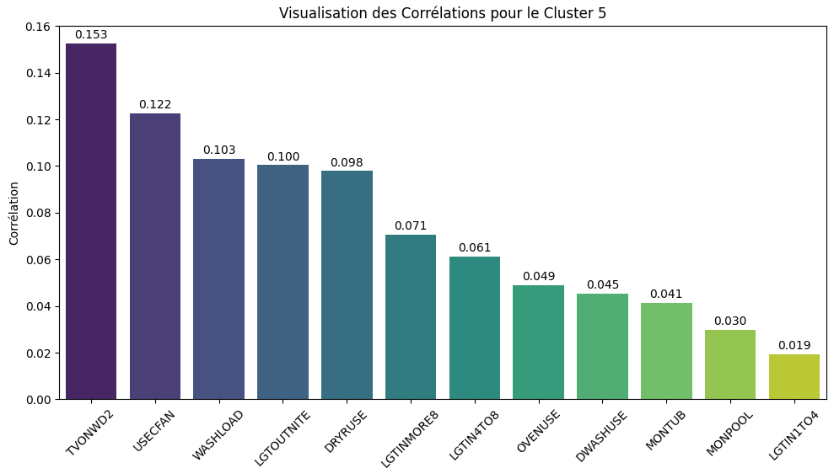 Visualisation des Corrélations pour le Cluster 5
Corrélation
0.16
0.14
0.12
0.10
0.08
0.06
0.04
0.02
0.00
0.153
0.122
0.103
0.100
0.098
0.071
0.061
0.049
0.045
0.041
0.030
0.019
TVONWD2
USECFAN
WASHLOAD
LGTOUTNITE
DRYRUSE
LGTINMORE8
LGTIN4TO8
OVENUSE
DWASHUSE
MONTUB
MONPOOL
LGTIN1TO4